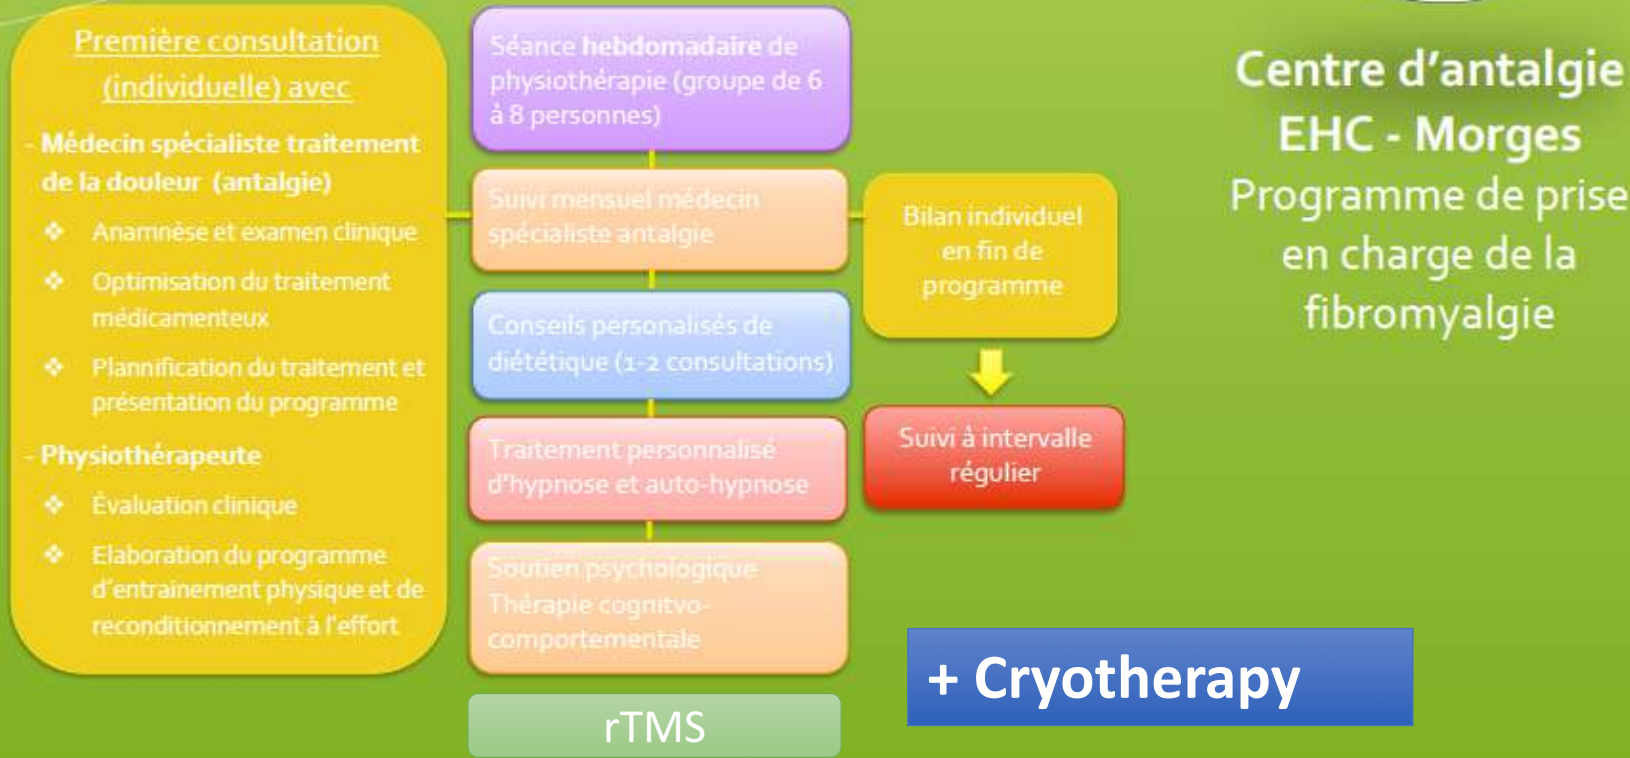 Première consultation
(individuelle) avec
- Médecin spécialiste traitement
de la douleur (antalgie)
❖ Anamnèse et examen clinique
❖ Optimisation du traitement
médicamenteux
❖ Plannification du traitement et
présentation du programme
- Physiothérapeute
❖ Évaluation clinique
❖ Elaboration du programme
d'entrainement physique et de
reconditionnement à l'effort
Séance hebdomadaire de
physiothérapie (groupe de 6
à 8 personnes)
Suivi mensuel médecin
spécialiste antalgie
Conseils personalisés de
diététique (1-2 consultations)
Traitement personnalisé
d'hypnose et auto-hypnose
Soutien psychologique
Thérapie cognitvo-
comportementale
rTMS
Bilan individuel
en fin de
programme
Suivi à intervalle
régulier
+ Cryotherapy
Centre d'antalgie
EHC - Morges
Programme de prise
en charge de la
fibromyalgie